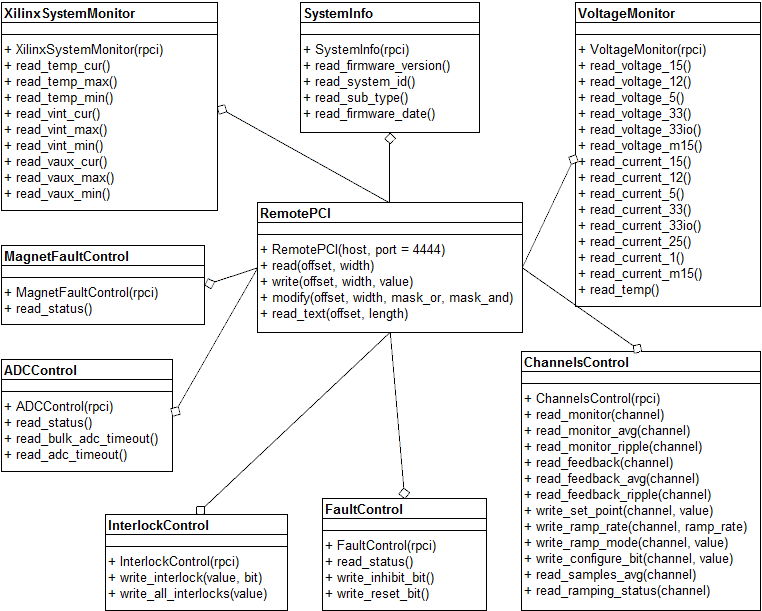 XilinxSystemMonitor
+ XilinxSystemMonitor(rpci)
+ read_temp_cur()
+ read_temp_max()
+ read_temp_min()
+ read_vint_cur()
+ read_vint_max()
+ read_vint_min()
+ read_vaux_cur()
+ read_vaux_max()
+ read_vaux_min()
SystemInfo
+ SystemInfo(rpci)
+ read_firmware_version()
+ read_system_id()
+ read_sub_type()
+ read_firmware_date()
VoltageMonitor
+ VoltageMonitor(rpci)
+ read_voltage_15()
+ read_voltage_12()
+ read_voltage_5()
+ read_voltage_33()
+ read_voltage_33io()
+ read_voltage_m15()
+ read_current_15()
+ read_current_12()
+ read_current_5()
+ read_current_33()
+ read_current_33io()
+ read_current_25()
+ read_current_1()
+ read_current_m15()
+ read_temp()
RemotePCI
+ RemotePCI(host, port = 4444)
+ read(offset, width)
+ write(offset, width, value)
+ modify(offset, width, mask_or, mask_and)
+ read_text(offset, length)
MagnetFaultControl
+ MagnetFaultControl(rpci)
+ read_status()
ADCControl
+ ADCControl(rpci)
+ read_status()
+ read_bulk_adc_timeout()
+ read_adc_timeout()
ChannelsControl
+ ChannelsControl(rpci)
+ read_monitor(channel)
+ read_monitor_avg(channel)
+ read_monitor_ripple(channel)
+ read_feedback(channel)
+ read_feedback_avg(channel)
+ read_feedback_ripple(channel)
+ write_set_point(channel, value)
+ write_ramp_rate(channel, ramp_rate)
+ write_ramp_mode(channel, value)
+ write_configure_bit(channel, value)
+ read_samples_avg(channel)
+ read_ramping_status(channel)
InterlockControl
+ InterlockControl(rpci)
+ write_interlock(value, bit)
+ write_all_interlocks(value)
FaultControl
+ FaultControl(rpci)
+ read_status()
+ write_inhibit_bit()
+ write_reset_bit()